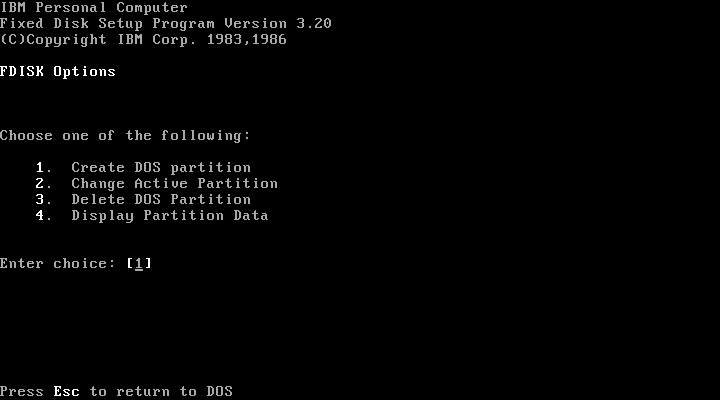 IBM Personal Computer
Fixed Disk Setup Program Version 3.20
(C)Copyright IBM Corp. 1983,1986
FDISK Options
Choose one of the following:
1. Create DOS partition
2. Change Active Partition
3. Delete DOS Partition
4. Display Partition Data
Enter choice: [1]
Press Esc to return to DOS